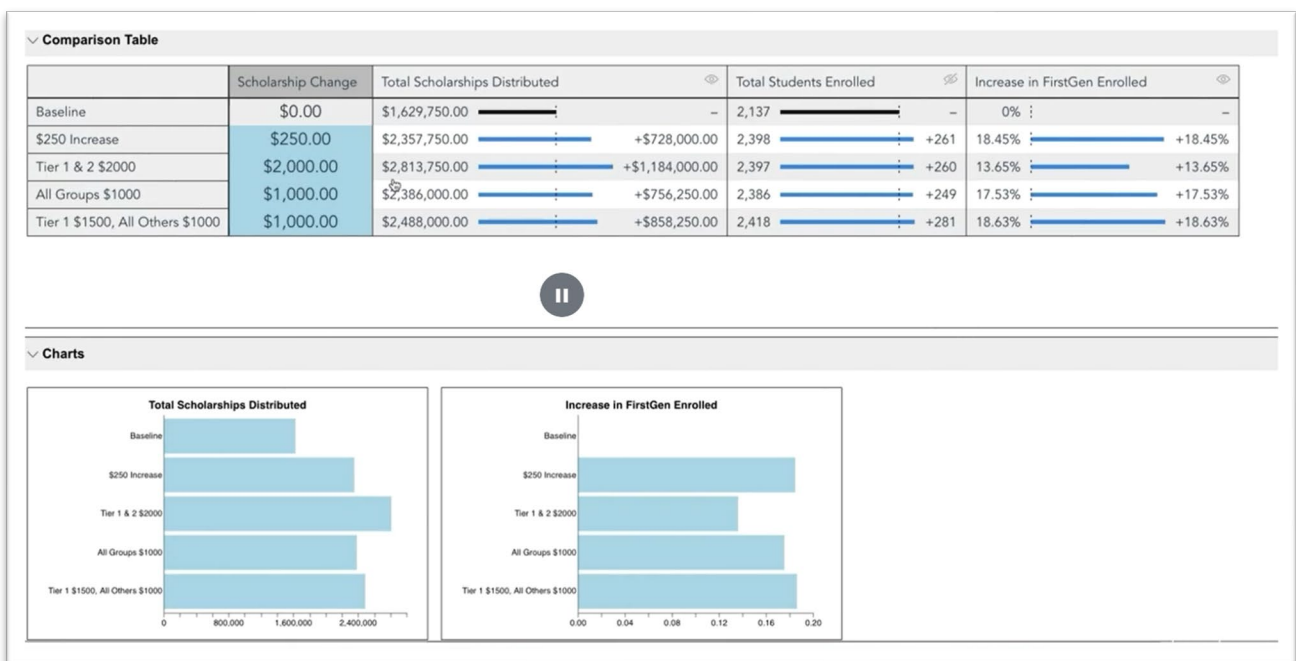 Comparison Table
Scholarship Change Total Scholarships Distributed Total Students Enrolled Increase in FirstGen Enrolled
Baseline $0.00 $1,629,750.00 – 2,137 – 0% –
$250 Increase $250.00 $2,357,750.00 +$728,000.00 2,398 +261 18.45% +18.45%
Tier 1 & 2 $2000 $2,000.00 $2,813,750.00 +$1,184,000.00 2,397 +260 13.65% +13.65%
All Groups $1000 $1,000.00 $2,386,000.00 +$756,250.00 2,386 +249 17.53% +17.53%
Tier 1 $1500, All Others $1000 $1,000.00 $2,488,000.00 +$858,250.00 2,418 +281 18.63% +18.63%
Charts
Total Scholarships Distributed
Baseline
$250 Increase
Tier 1 & 2 $2000
All Groups $1000
Tier 1 $1500, All Others $1000
0 800,000 1,600,000 2,400,000
Increase in FirstGen Enrolled
Baseline
$250 Increase
Tier 1 & 2 $2000
All Groups $1000
Tier 1 $1500, All Others $1000
0.00 0.04 0.08 0.12 0.16 0.20